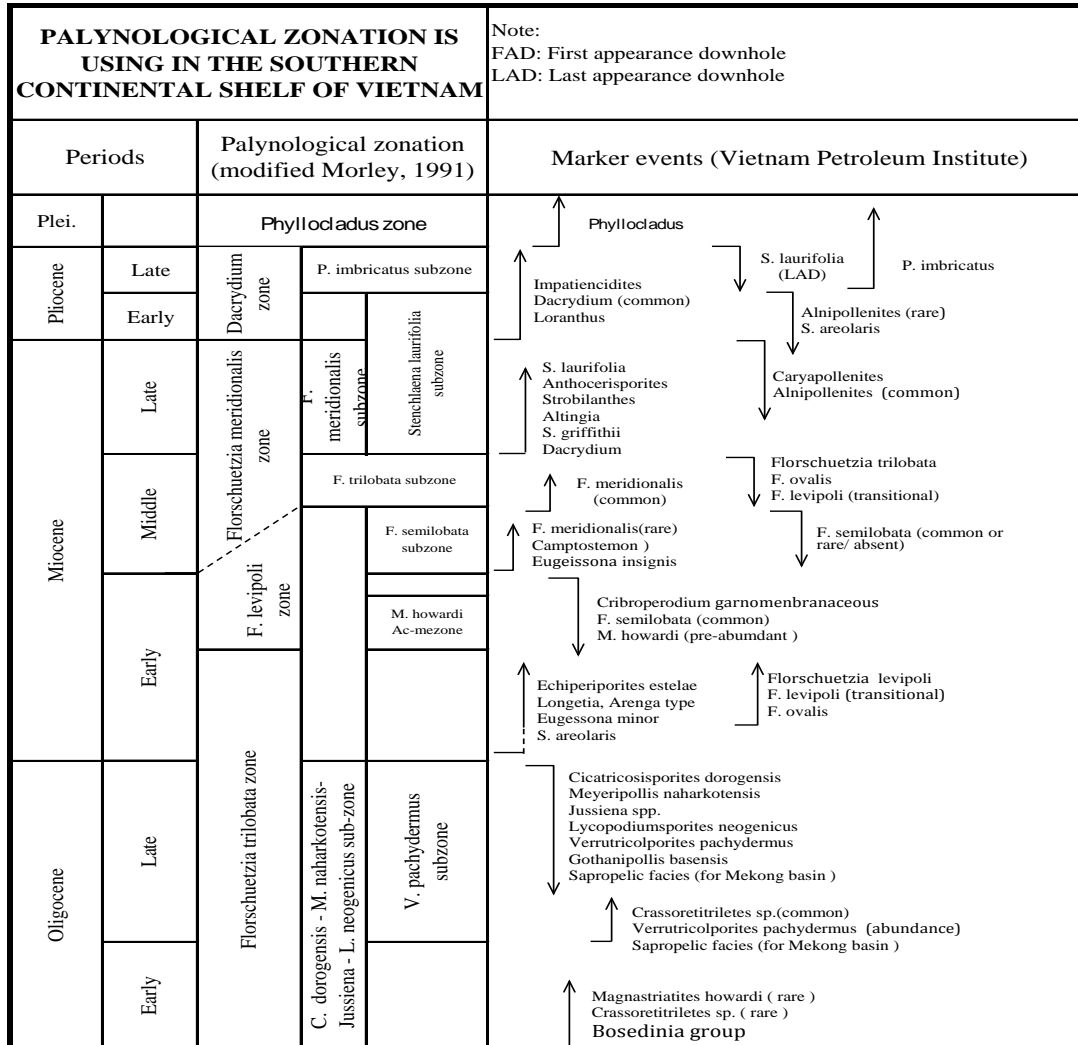 PALYNOLOGICAL ZONATION IS
USING IN THE SOUTHERN
CONTINENTAL SHELF OF VIETNAM
Note:
FAD: First appearance downhole
LAD: Last appearance downhole
Periods
Palynological zonation
(modified Morley, 1991)
Marker events (Vietnam Petroleum Institute)
Plei.
Phyllocladus zone
Pliocene
Late
Early
Dacrydium
zone
P. imbricatus subzone
Miocene
Late
Middle
Early
Florschuetzia meridionalis
zone
F.
meridionalis
subzone
Stenchlaena laurifolia
subzone
F. trilobata subzone
F. semilobata
subzone
F. levipoli
zone
M. howardi
Ac-mezone
Oligocene
Late
Early
Florschuetzia trilobata zone
C. dorogensis - M. naharkotensis-
Jussiena - L. neogenicus sub-zone
V. pachydermus
subzone
Phyllocladus
S. laurifolia
(LAD)
P. imbricatus
Impatiencidites
Dacrydium (common)
Loranthus
Alnipollenites (rare)
S. areolaris
S. laurifolia
Anthocerisporites
Strobilanthes
Altingia
S. griffithii
Dacrydium
Caryapollenites
Alnipollenites (common)
F. meridionalis
(common)
Florschuetzia trilobata
F. ovalis
F. levipoli (transitional)
F. meridionalis(rare)
Camptostemon )
Eugeissona insignis
F. semilobata (common or
rare/ absent)
Cribroperodium garnomenbranaceous
F. semilobata (common)
M. howardi (pre-abumdant )
Echiperiporites estelae
Longetia, Arenga type
Eugessona minor
S. areolaris
Florschuetzia levipoli
F. levipoli (transitional)
F. ovalis
Cicatricosisporites dorogensis
Meyeripollis naharkotensis
Jussiena spp.
Lycopodiumsporites neogenicus
Verrutricolporites pachydermus
Gothanipollis basensis
Sapropelic facies (for Mekong basin )
Crassoretitriletes sp.(common)
Verrutricolporites pachydermus (abundance)
Sapropelic facies (for Mekong basin )
Magnastriatites howardi ( rare )
Crassoretitriletes sp. ( rare )
Bosedinia group